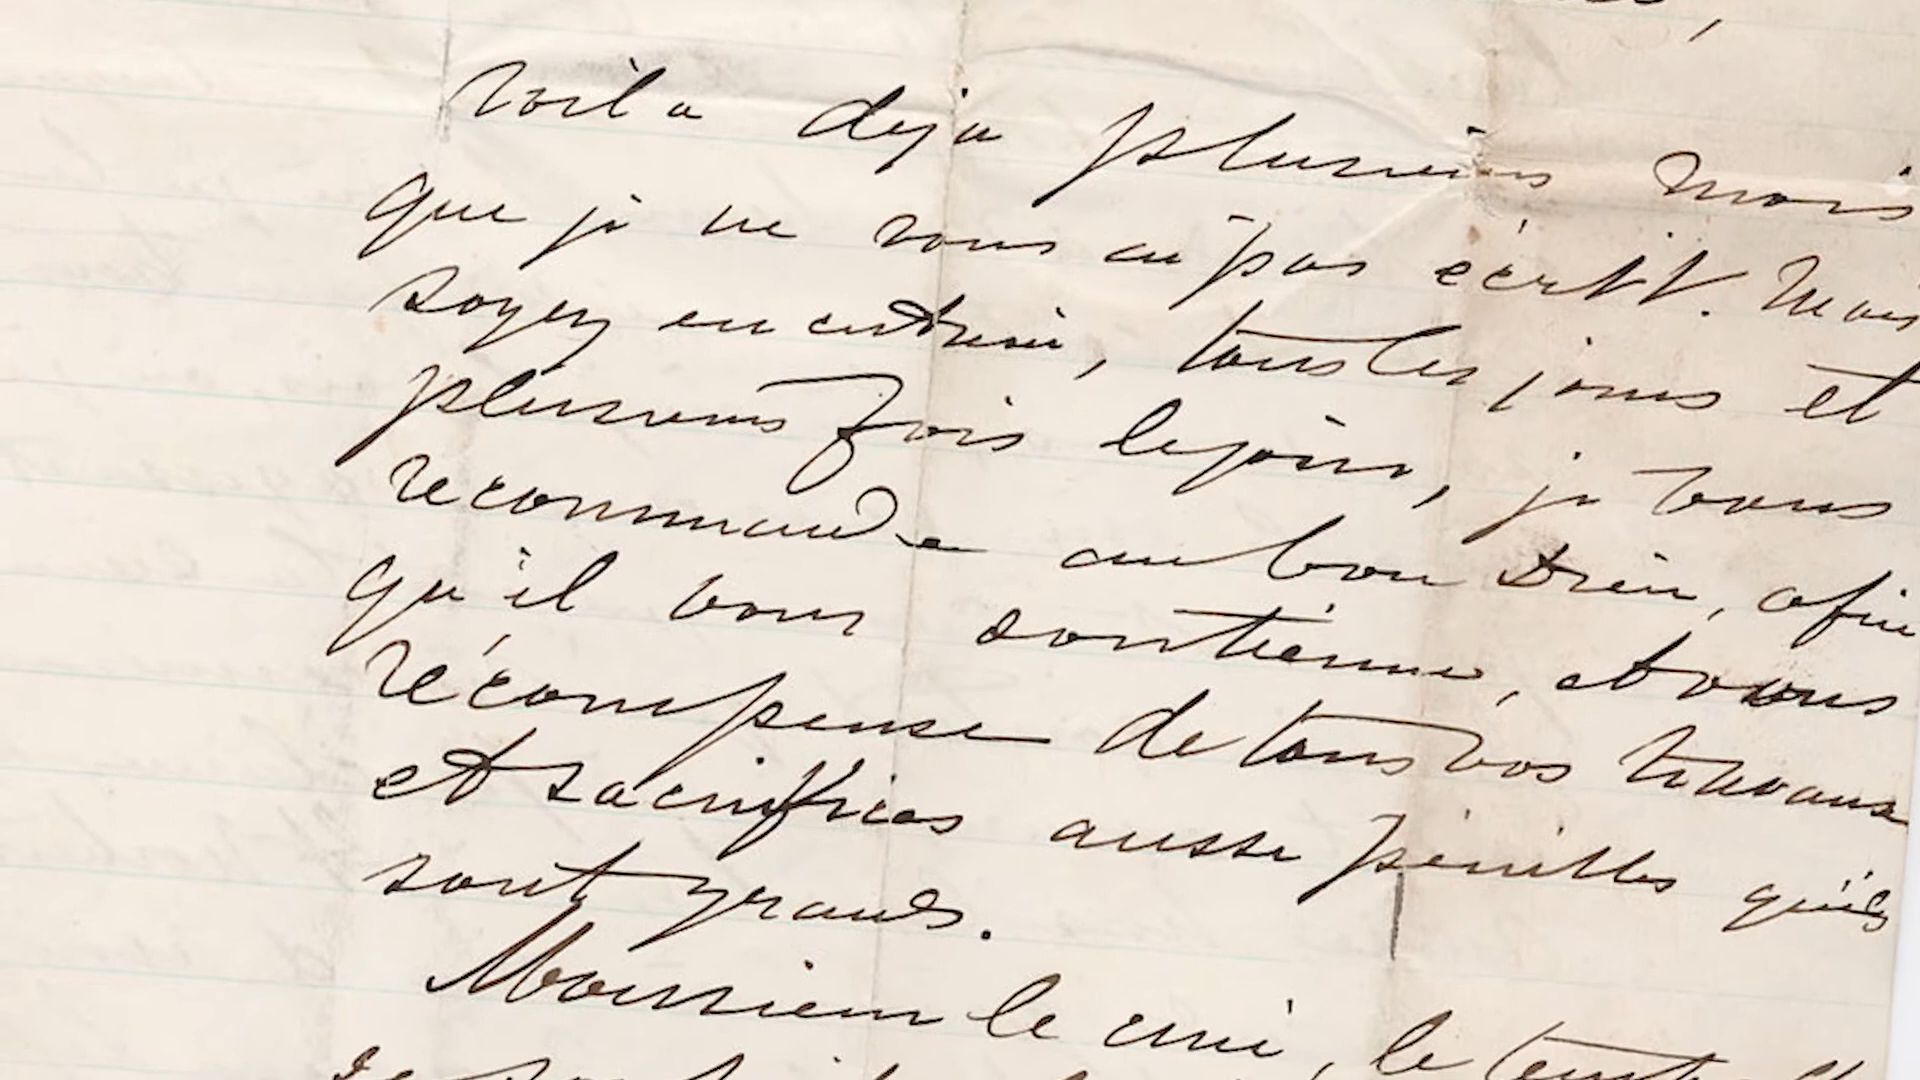 Voila deja plusieurs mois
que je ne vous ai pas écrit. Mais
soyez en certain, tous les jours et
plusieurs fois le jour, je vous
recommande au bon Dieu, afin
qu'il vous soutienne, et vous
récompense de tous vos travaux
et sacrifices aussi pénibles qu'ils
sont grands.
Monsieur le curé, le